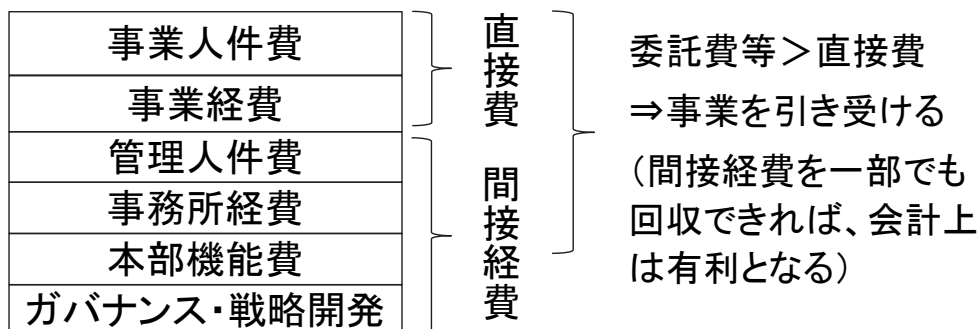 事業人件費
事業経費
管理人件費
事務所経費
本部機能費
ガバナンス・戦略開発
直接費
間接経費
委託費等＞直接費
⇒事業を引き受ける
（間接経費を一部でも
回収できれば、会計上
は有利となる）